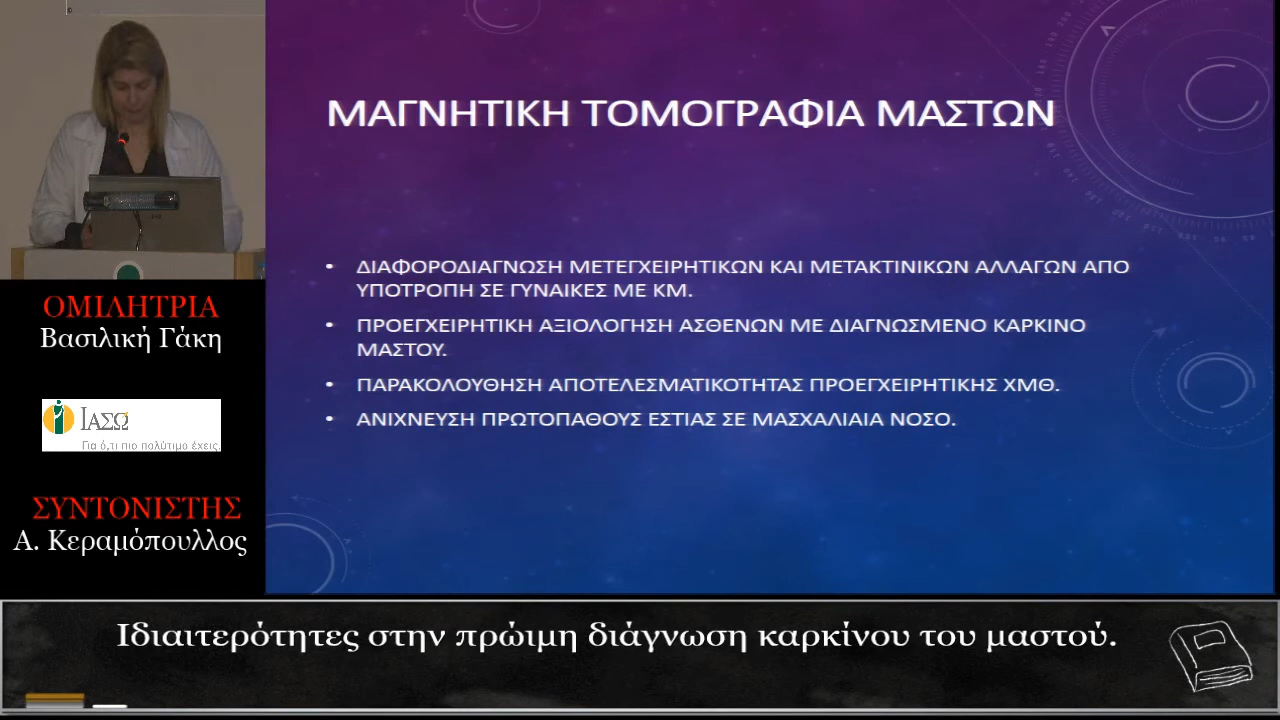 ΜΑΓΝΗΤΙΚΗ ΤΟΜΟΓΡΑΦΙΑ ΜΑΣΤΩΝ
• ΔΙΑΦΟΡΟΔΙΑΓΝΩΣΗ ΜΕΤΕΓΧΕΙΡΗΤΙΚΩΝ ΚΑΙ ΜΕΤΑΚΤΙΝΙΚΩΝ ΑΛΛΑΓΩΝ ΑΠΟ
ΥΠΟΤΡΟΠΗ ΣΕ ΓΥΝΑΙΚΕΣ ΜΕ ΚΜ.
• ΠΡΟΕΓΧΕΙΡΗΤΙΚΗ ΑΞΙΟΛΟΓΗΣΗ ΑΣΘΕΝΩΝ ΜΕ ΔΙΑΓΝΩΣΜΕΝΟ ΚΑΡΚΙΝΟ
ΜΑΣΤΟΥ.
• ΠΑΡΑΚΟΛΟΥΘΗΣΗ ΑΠΟΤΕΛΕΣΜΑΤΙΚΟΤΗΤΑΣ ΠΡΟΕΓΧΕΙΡΗΤΙΚΗΣ ΧΜΘ.
• ΑΝΙΧΝΕΥΣΗ ΠΡΩΤΟΠΑΘΟΥΣ ΕΣΤΙΑΣ ΣΕ ΜΑΣΧΑΛΙΑΙΑ ΝΟΣΟ.
ΟΜΙΛΗΤΡΙΑ
Βασιλική Γάκη
ΙΑΣΩ
Για ό,τι πιο πολύτιμο έχεις.
ΣΥΝΤΟΝΙΣΤΗΣ
Α. Κεραμόπουλλος
Ιδιαιτερότητες στην πρώιμη διάγνωση καρκίνου του μαστού.